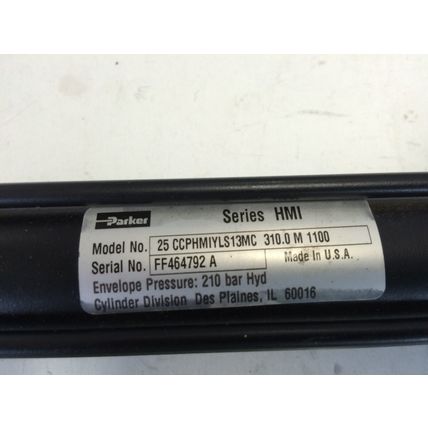 Parker Series HMI
Model No. 25 CCPHMIYLS13MC 310.0 M 1100
Serial No. FF464792 A Made In U.S.A.
Envelope Pressure: 210 bar Hyd
Cylinder Division Des Plaines, IL 60016